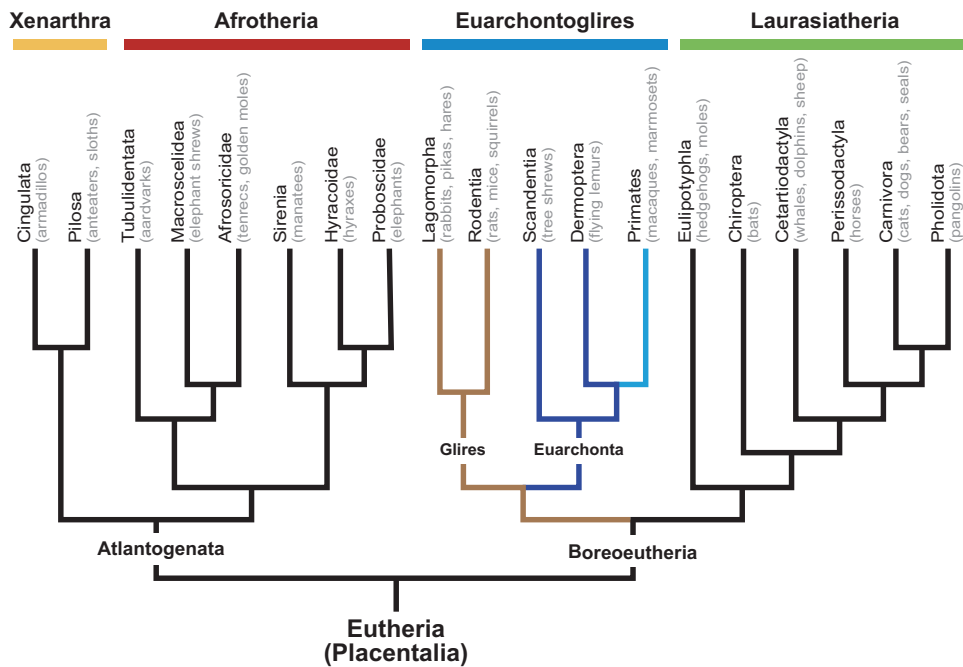 Xenarthra
Afrotheria
Euarchontoglires
Laurasiatheria
Cingulata
(armadillos)
Pilosa
(anteaters, sloths)
Tubulidentata
(aardvarks)
Macroscelidea
(elephant shrews)
Afrosoricidae
(tenrecs, golden moles)
Sirenia
(manatees)
Hyracoidae
(hyraxes)
Proboscidae
(elephants)
Lagomorpha
(rabbits, pikas, hares)
Rodentia
(rats, mice, squirrels)
Scandentia
(tree shrews)
Dermoptera
(flying lemurs)
Primates
(macaques, marmosets)
Eulipotyphla
(hedgehogs, moles)
Chiroptera
(bats)
Cetartiodactyla
(whales, dolphins, sheep)
Perissodactyla
(horses)
Carnivora
(cats, dogs, bears, seals)
Pholidota
(pangolins)
Glires
Euarchonta
Atlantogenata
Boreoeutheria
Eutheria
(Placentalia)